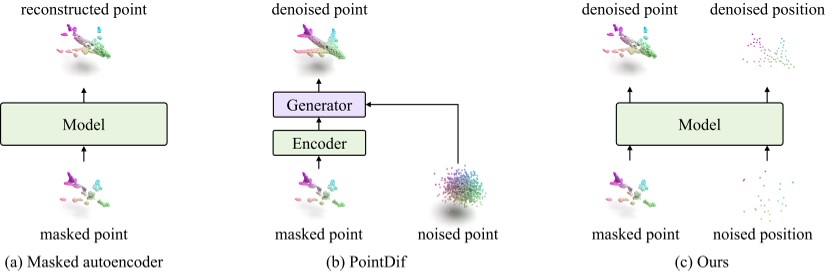 reconstructed point
Model
masked point
(a) Masked autoencoder
denoised point
Generator
Encoder
masked point
noised point
(b) PointDif
denoised point
denoised position
Model
masked point
noised position
(c) Ours